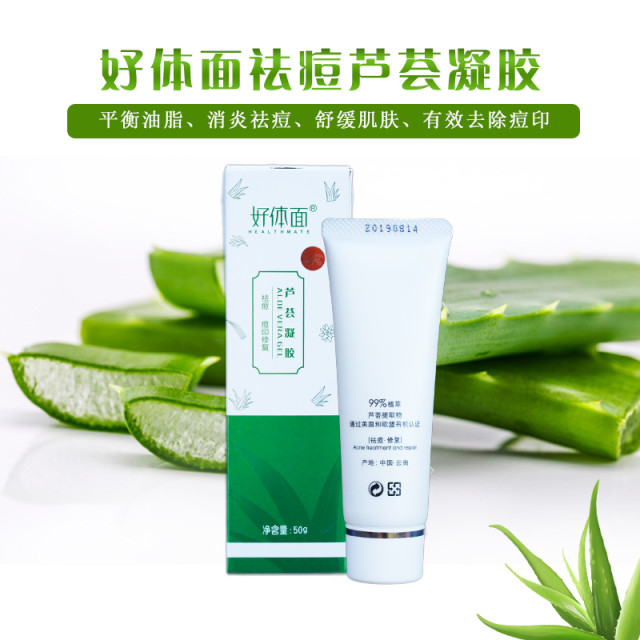 好体面祛痘芦荟凝胶
平衡油脂、消炎祛痘、舒缓肌肤、有效去除痘印
好体面®
HEALTHMATE
芦荟凝胶
ALOE VERA GEL
祛痘 痘印修复
净含量:50g
20190814
99%植萃
芦荟提取物
通过美国和欧盟有机认证
(祛痘·修复)
Acne treatment and repair
产地:中国·云南